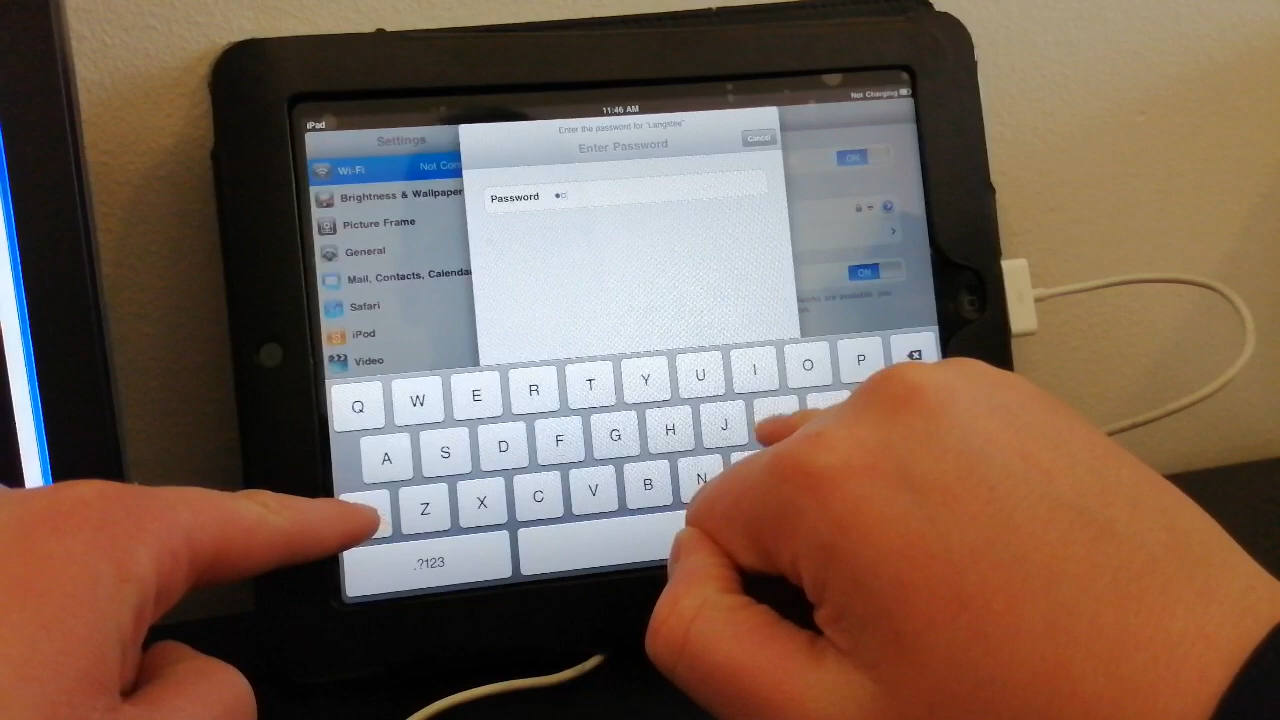 iPad
11:46 AM
Not Charging
Settings
Enter the password for "Langstee"
Enter Password
Cancel
Wi-Fi
Not Con
ON
Brightness & Wallpaper
Password
Picture Frame
General
Mail, Contacts, Calenda
ON
Safari
iPod
Video
Q W E R T Y U I O P
A S D F G H J
Z X C V B N
.?123